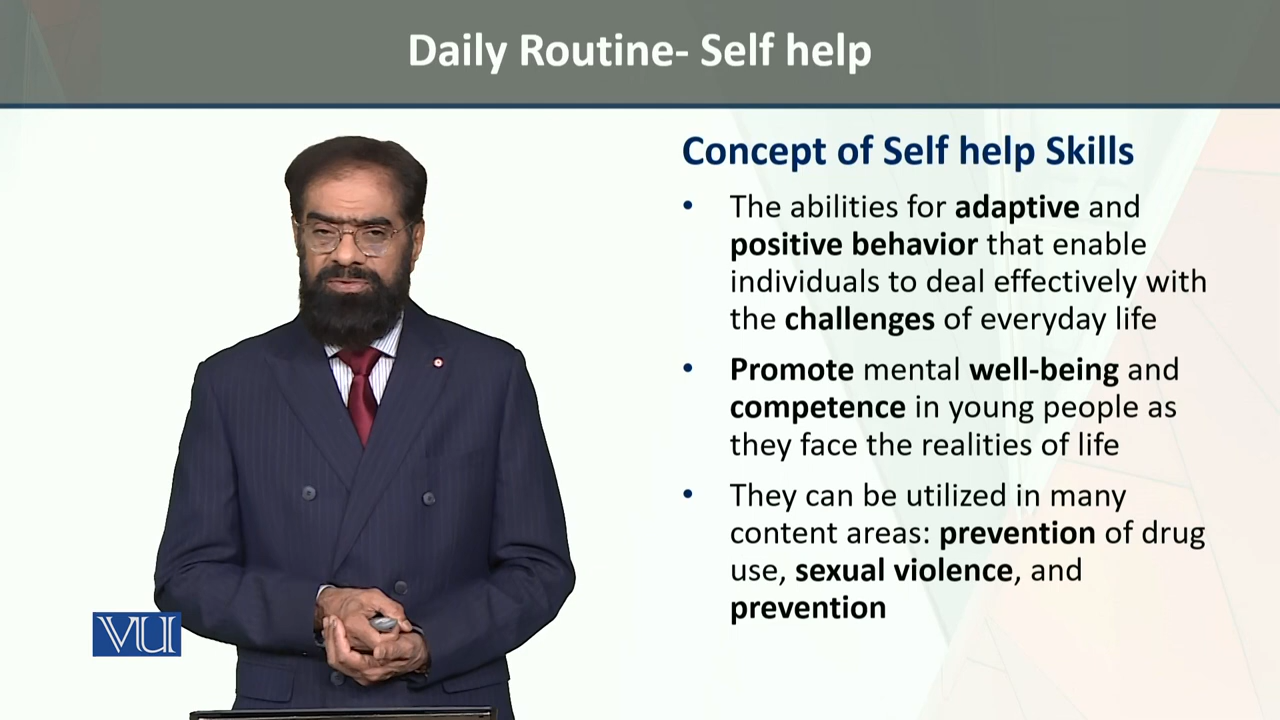 Daily Routine- Self help
Concept of Self help Skills
• The abilities for adaptive and
positive behavior that enable
individuals to deal effectively with
the challenges of everyday life
• Promote mental well-being and
competence in young people as
they face the realities of life
• They can be utilized in many
content areas: prevention of drug
use, sexual violence, and
prevention
VU